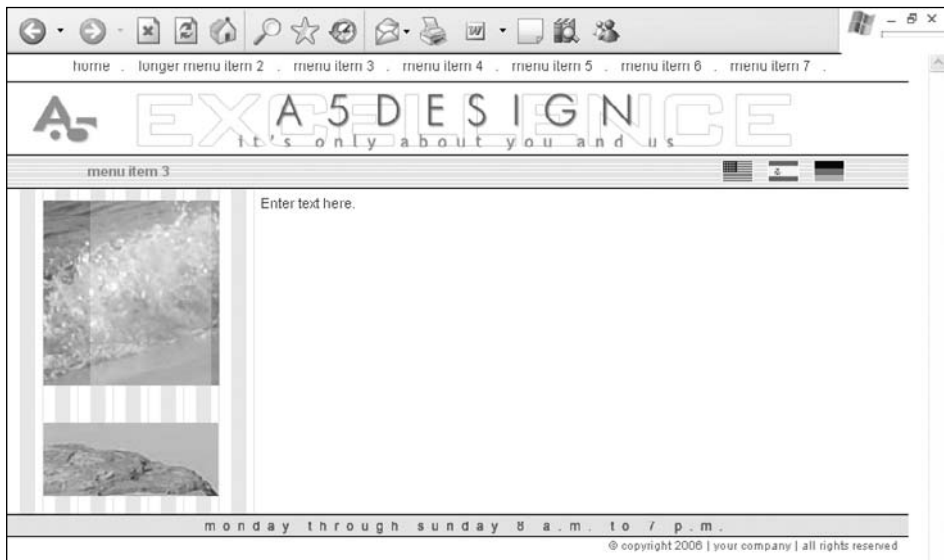 home . longer menu item 2 . menu item 3 . menu item 4 . menu item 5 . menu item 6 . menu item 7 .
A5
EXCELLENCE
A5DESIGN
it's only about you and us
menu item 3
Enter text here.
monday through sunday 8 a.m. to 7 p.m.
© copyright 2006 | your company | all rights reserved